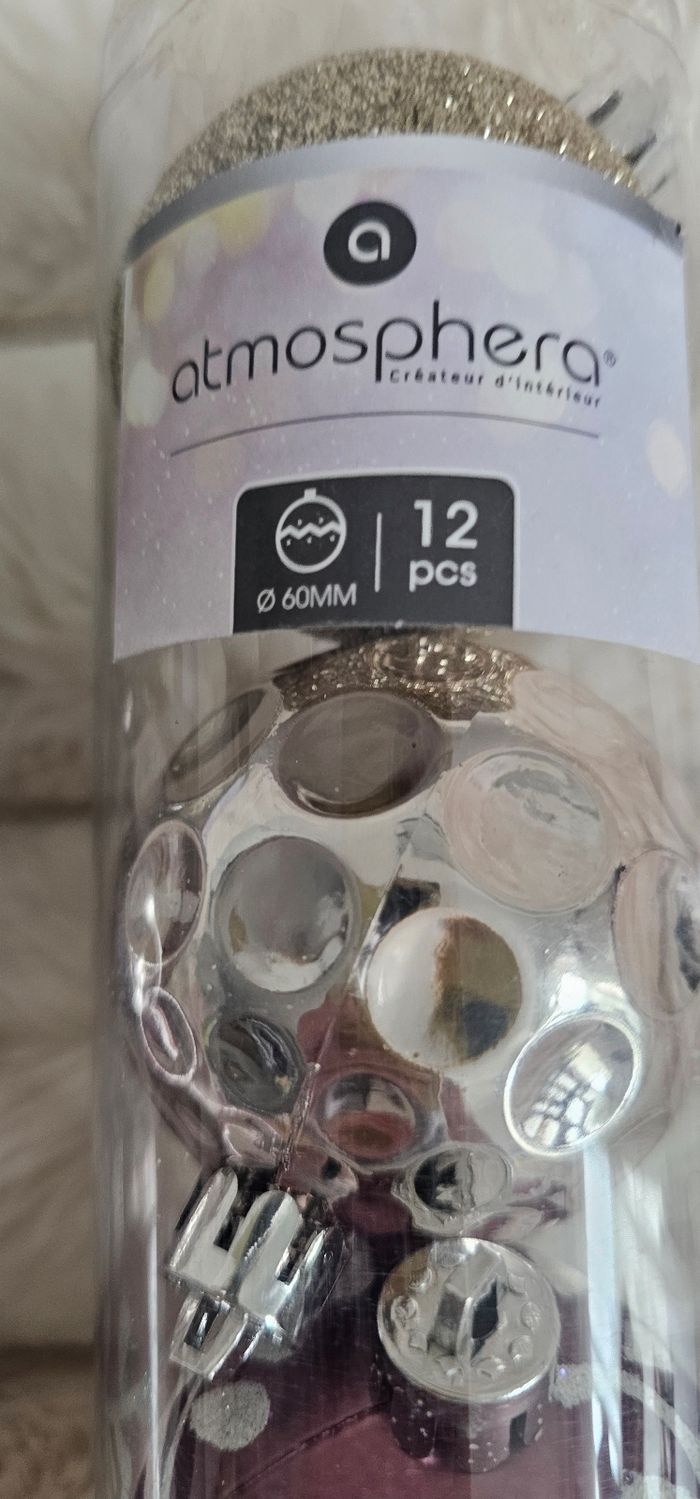 a
atmosphera®
Créateur d'intérieur
12
pcs
Ø 60MM